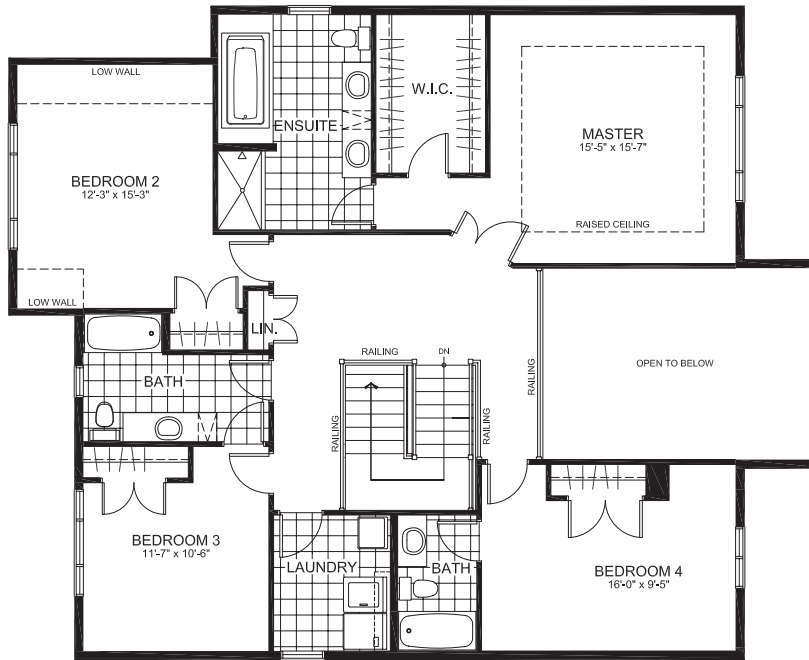 LOW WALL
BEDROOM 2
12'-3" x 15'-3"
LOW WALL
ENSUITE
W.I.C.
MASTER
15'-5" x 15'-7"
RAISED CEILING
LIN.
BATH
RAILING
DN
RAILING
RAILING
RAILING
OPEN TO BELOW
BEDROOM 3
11'-7" x 10'-6"
LAUNDRY
BATH
BEDROOM 4
16'-0" x 9'-5"